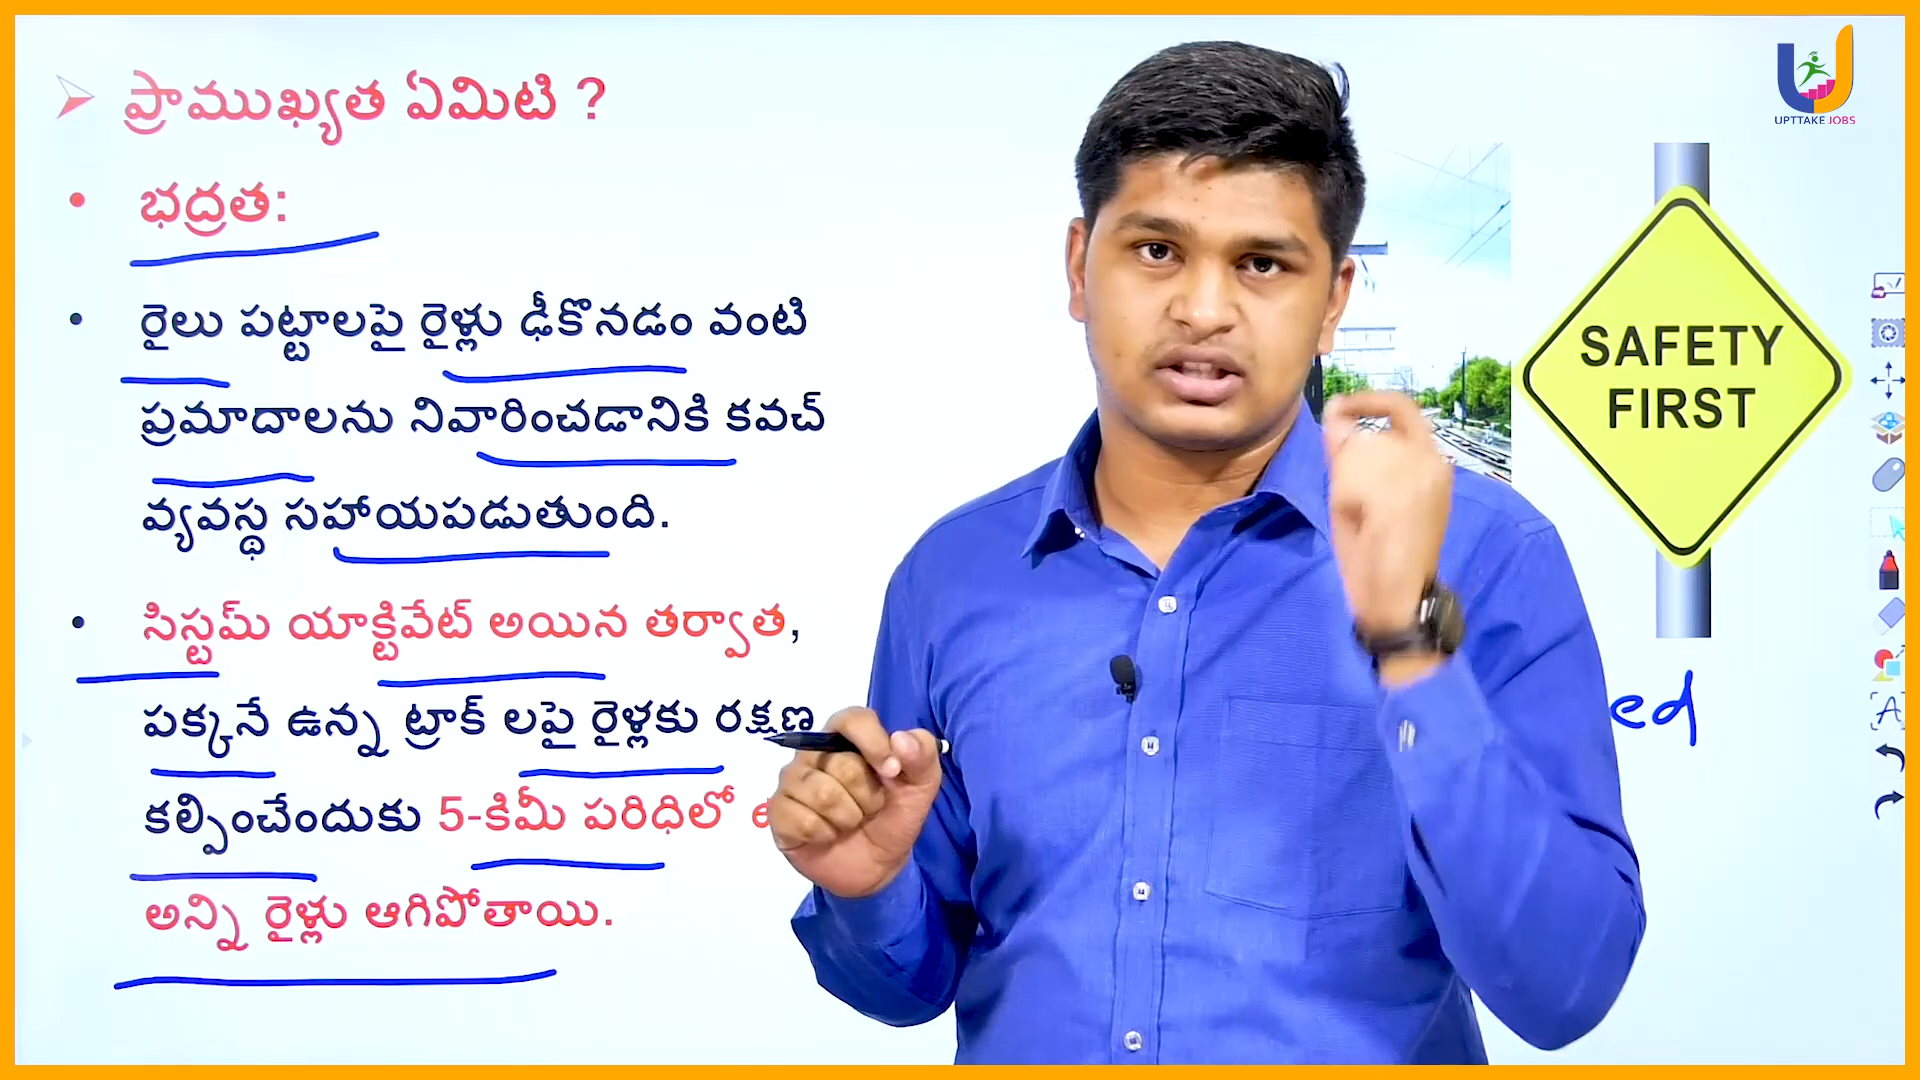 ప్రాముఖ్యత ఏమిటి ?
భద్రత:
రైలు పట్టాలపై రైళ్లు ఢీకొనడం వంటి
ప్రమాదాలను నివారించడానికి కవచ్
వ్యవస్థ సహాయపడుతుంది.
సిస్టమ్ యాక్టివేట్ అయిన తర్వాత,
పక్కనే ఉన్న ట్రాక్ లపై రైళ్లకు రక్షణ
కల్పించేందుకు 5-కిమీ పరిధిలో
అన్ని రైళ్లు ఆగిపోతాయి.
UPTTAKE JOBS
SAFETY
FIRST
ed